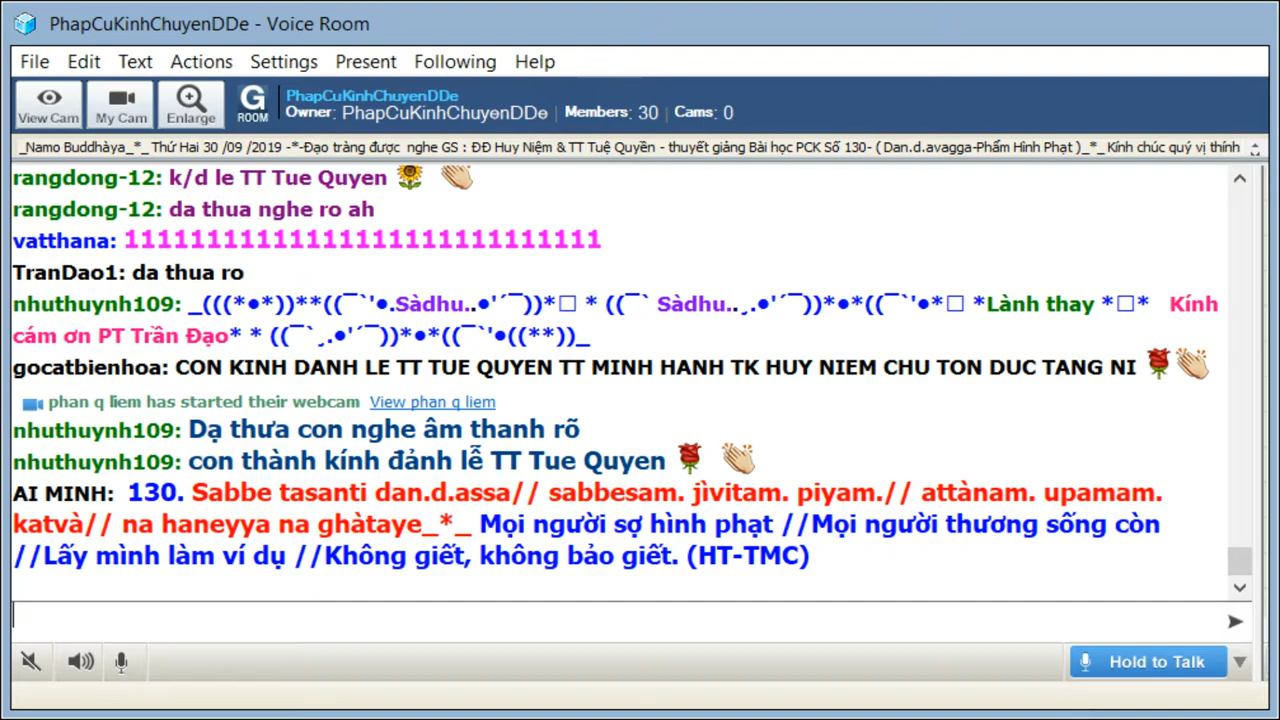 PhapCuKinhChuyenDDe - Voice Room
File Edit Text Actions Settings Present Following Help
View Cam My Cam Enlarge G ROOM
PhapCuKinhChuyenDDe
Owner: PhapCuKinhChuyenDDe | Members: 30 | Cams: 0
_Namo Buddhàya_*_ Thứ Hai 30 /09 /2019 -*-Đạo tràng được nghe GS : ĐĐ Huy Niệm & TT Tuệ Quyền - thuyết giảng Bài học PCK Số 130- ( Dan.d.avagga-Phẩm Hình Phạt )_*_ Kính chúc quý vị thính
rangdong-12: k/d le TT Tue Quyen 🌻 👏
rangdong-12: da thua nghe ro ah
vatthana: 11111111111111111111111111111
TranDao1: da thua ro
nhuthuynh109: _(((*●*))**((¯`'●.Sàdhu..●'´¯))*□ * ((¯` Sàdhu..¸.●'´¯))*●*((¯`'●*□ *Lành thay *□* Kính
cám ơn PT Trần Đạo* * ((¯`¸.●'´¯))*●*((¯`'●((**))_
gocatbienhoa: CON KINH DANH LE TT TUE QUYEN TT MINH HANH TK HUY NIEM CHU TON DUC TANG NI 🌹👏
phan q liem has started their webcam View phan q liem
nhuthuynh109: Dạ thưa con nghe âm thanh rõ
nhuthuynh109: con thành kính đảnh lễ TT Tue Quyen 🌹 👏
AI MINH: 130. Sabbe tasanti dan.d.assa// sabbesam. jìvitam. piyam.// attànam. upamam.
katvà// na haneyya na ghàtaye_*_ Mọi người sợ hình phạt //Mọi người thương sống còn
//Lấy mình làm ví dụ //Không giết, không bảo giết. (HT-TMC)
Hold to Talk